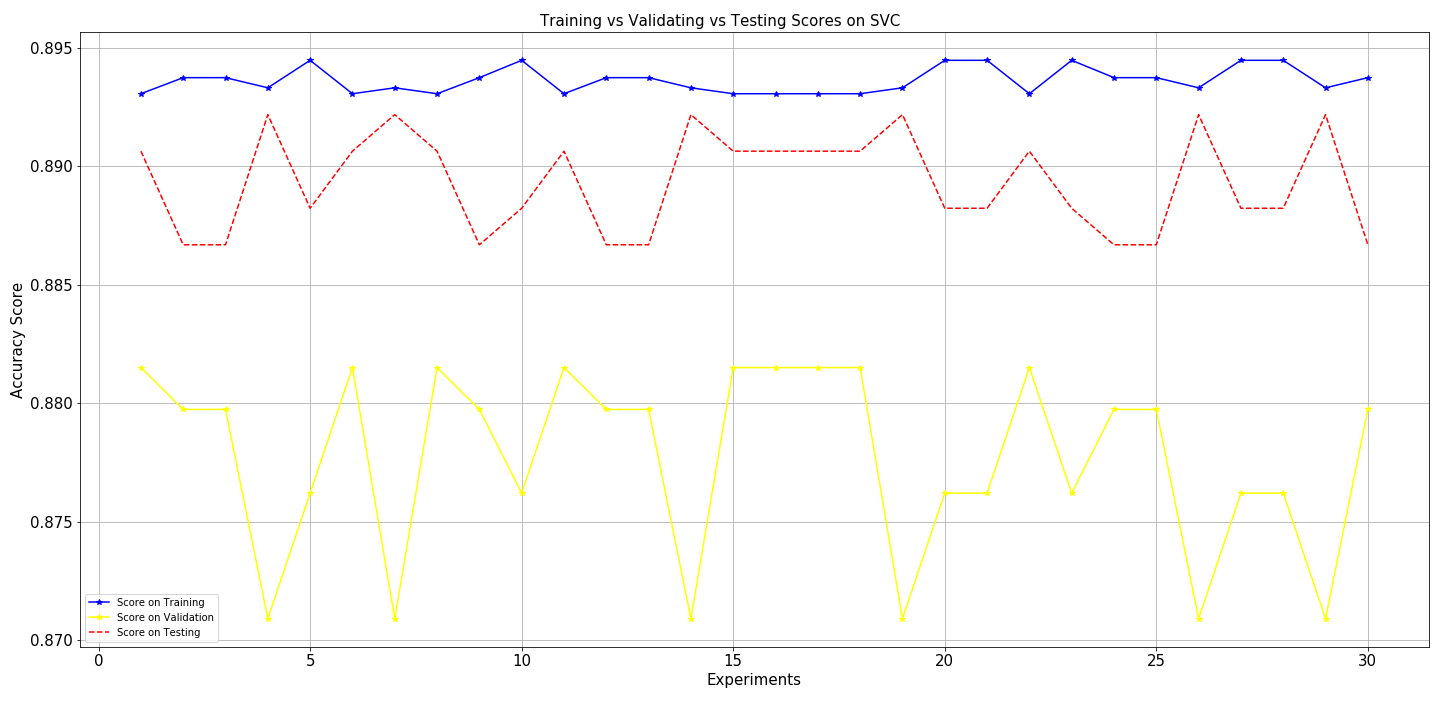 Training vs Validating vs Testing Scores on SVC
0.895
0.890
0.885
0.880
0.875
0.870
Accuracy Score
Score on Training
Score on Validation
Score on Testing
0 5 10 15 20 25 30
Experiments